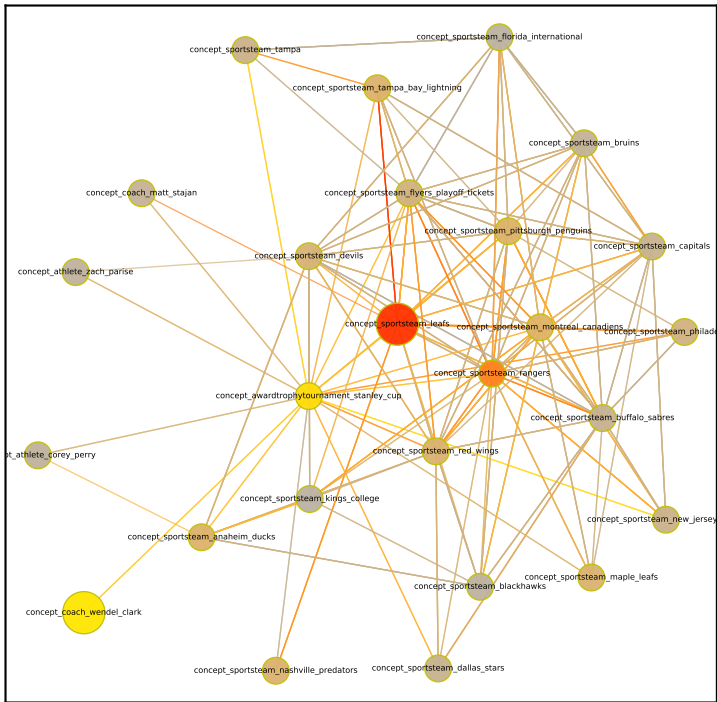 concept_sportsteam_florida_international
concept_sportsteam_tampa
concept_sportsteam_tampa_bay_lightning
concept_sportsteam_bruins
concept_coach_matt_stajan
concept_sportsteam_flyers_playoff_tickets
concept_sportsteam_pittsburgh_penguins
concept_sportsteam_capitals
concept_sportsteam_devils
concept_athlete_zach_parise
concept_sportsteam_leafs
concept_sportsteam_montreal_canadiens
concept_sportsteam_philade
concept_sportsteam_rangers
concept_awardtrophytournament_stanley_cup
concept_sportsteam_buffalo_sabres
concept_sportsteam_red_wings
pt_athlete_corey_perry
concept_sportsteam_kings_college
concept_sportsteam_new_jersey
concept_sportsteam_anaheim_ducks
concept_sportsteam_maple_leafs
concept_sportsteam_blackhawks
concept_coach_wendel_clark
concept_sportsteam_dallas_stars
concept_sportsteam_nashville_predators